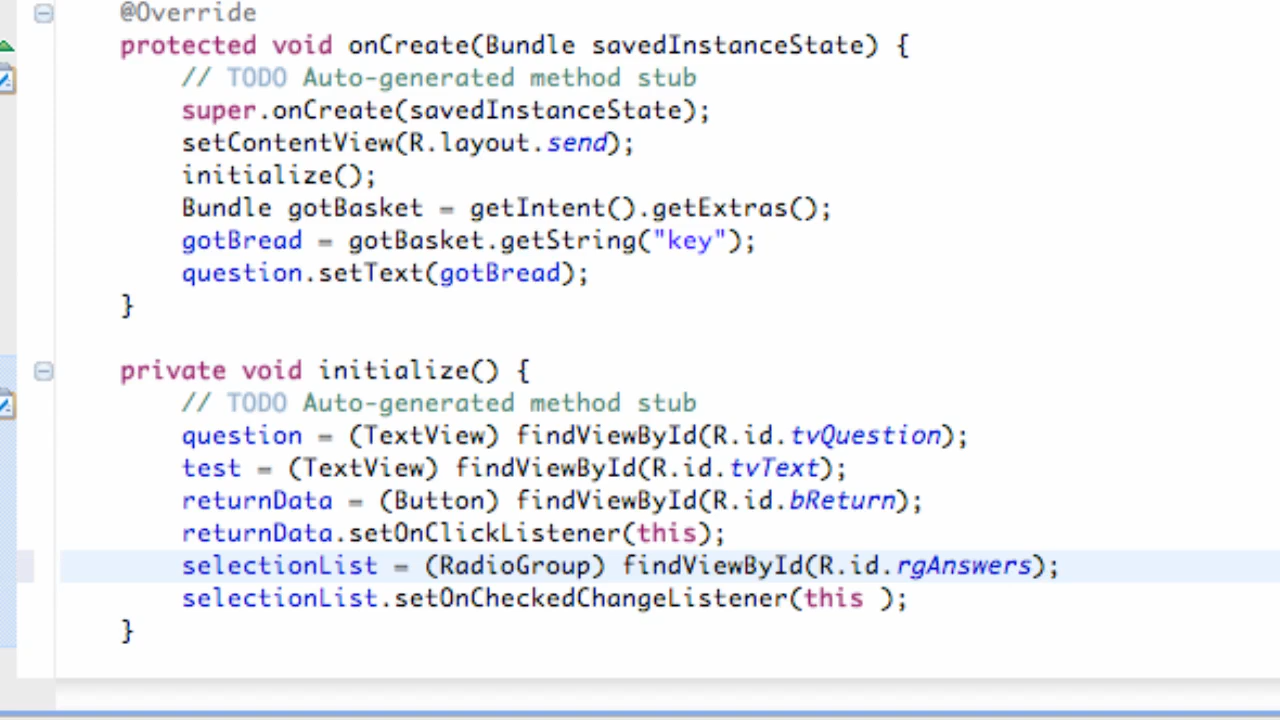 @Override
protected void onCreate(Bundle savedInstanceState) {
// TODO Auto-generated method stub
super.onCreate(savedInstanceState);
setContentView(R.layout.send);
initialize();
Bundle gotBasket = getIntent().getExtras();
gotBread = gotBasket.getString("key");
question.setText(gotBread);
}
private void initialize() {
// TODO Auto-generated method stub
question = (TextView) findViewById(R.id.tvQuestion);
test = (TextView) findViewById(R.id.tvText);
returnData = (Button) findViewById(R.id.bReturn);
returnData.setOnClickListener(this);
selectionList = (RadioGroup) findViewById(R.id.rgAnswers);
selectionList.setOnCheckedChangeListener(this );
}